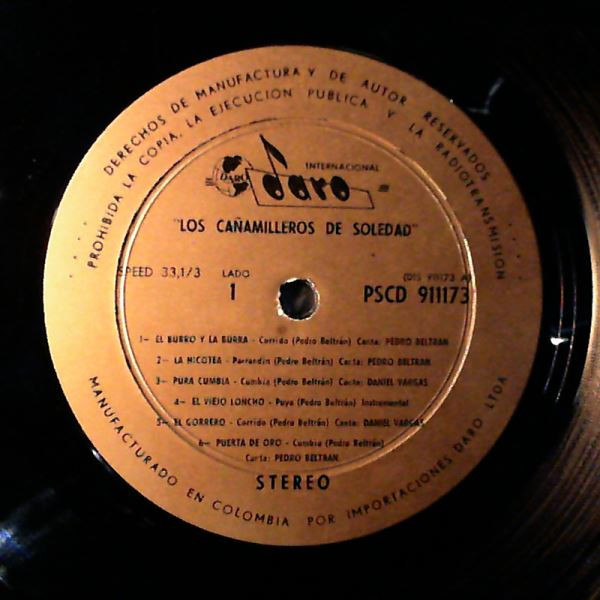 DERECHOS DE MANUFACTURA Y DE AUTOR RESERVADOS
PROHIBIDA LA COPIA, LA EJECUCION PUBLICA Y LA RADIOTRANSMISION
INTERNACIONAL
DARO
daro
"LOS CAÑAMILLEROS DE SOLEDAD"
SPEED 33,1/3 LADO (DIS 911173 A)
1 PSCD 911173
1— EL BURRO Y LA BURRA - Corrido (Pedro Beltrán) Canta: PEDRO BELTRAN
2— LA HICOTEA - Parrandin (Pedro Beltrán) Canta: PEDRO BELTRAN
3— PURA CUMBIA - Cumbia (Pedro Beltrán) Canta: DANIEL VARGAS
4— EL VIEJO LONCHO - Puya (Pedro Beltrán) Instrumental
5— EL GORRERO - Corrido (Pedro Beltrán) Canta: DANIEL VARGAS
6— PUERTA DE ORO - Cumbia (Pedro Beltrán)
Canta: PEDRO BELTRAN
STEREO
MANUFACTURADO EN COLOMBIA POR IMPORTACIONES DARO LTDA